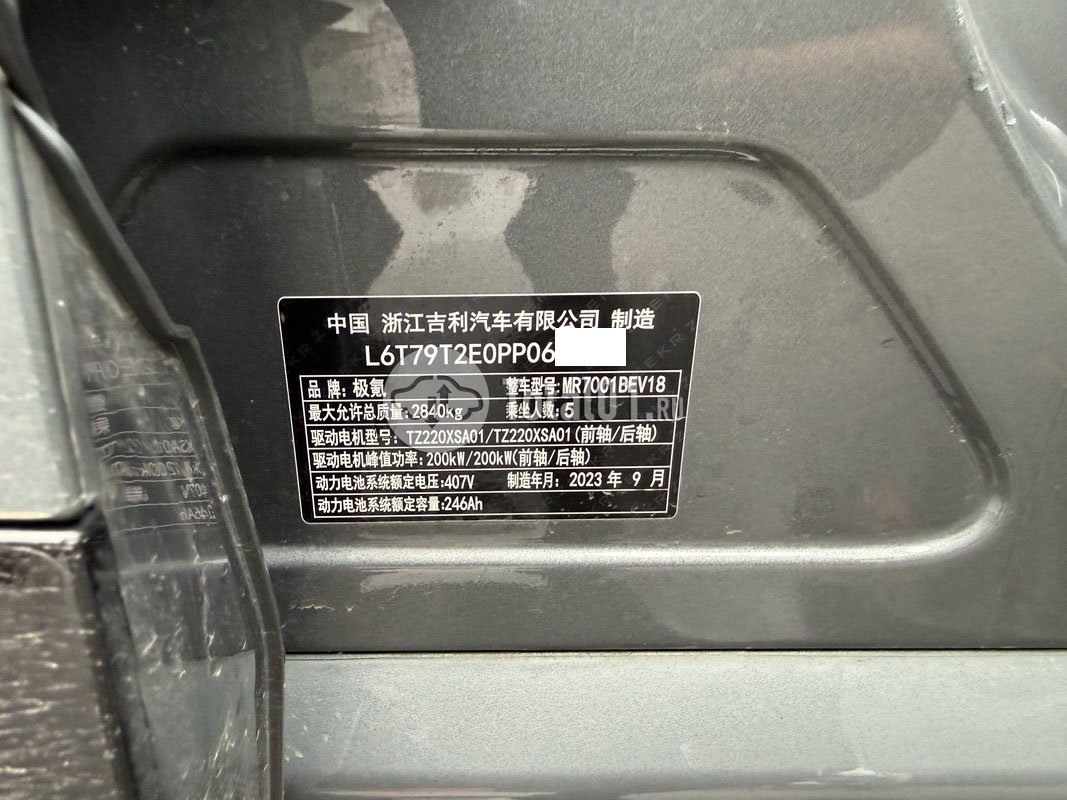 中国 浙江吉利汽车有限公司 制造
L6T79T2E0PP06
品 牌: 极氪 整车型号:MR7001BEV18
最大允许总质量:2840kg 乘坐人数:5
驱动电机型号: TZ220XSA01/TZ220XSA01(前轴/后轴)
驱动电机峰值功率:200kW/200kW(前轴/后轴)
动力电池系统额定电压:407V 制造年月: 2023 年 9 月
动力电池系统额定容量:246Ah